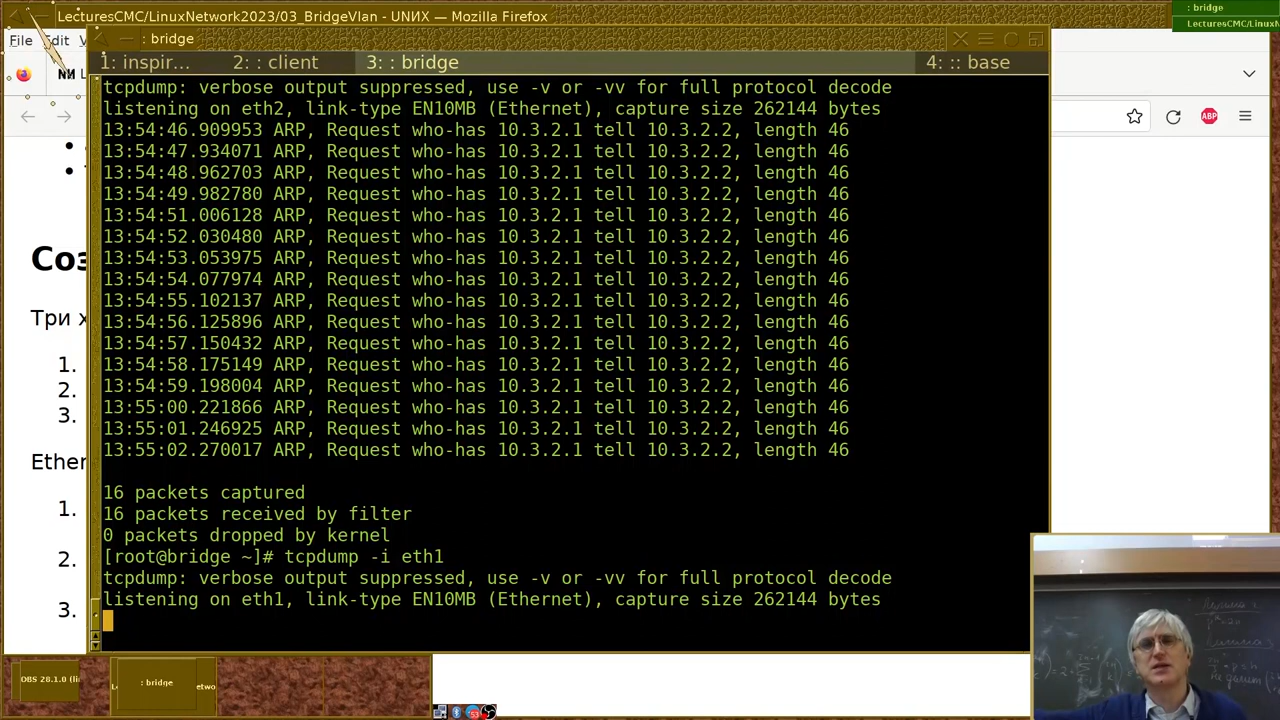 LecturesCMC/LinuxNetwork2023/03_BridgeVlan - UNИX — Mozilla Firefox
: bridge
LecturesCMC/LinuxN
File Edit V
: bridge
1: inspir... 2: : client 3: : bridge 4: :: base
NИ L
ABP
tcpdump: verbose output suppressed, use -v or -vv for full protocol decode
listening on eth2, link-type EN10MB (Ethernet), capture size 262144 bytes
13:54:46.909953 ARP, Request who-has 10.3.2.1 tell 10.3.2.2, length 46
13:54:47.934071 ARP, Request who-has 10.3.2.1 tell 10.3.2.2, length 46
13:54:48.962703 ARP, Request who-has 10.3.2.1 tell 10.3.2.2, length 46
13:54:49.982780 ARP, Request who-has 10.3.2.1 tell 10.3.2.2, length 46
13:54:51.006128 ARP, Request who-has 10.3.2.1 tell 10.3.2.2, length 46
13:54:52.030480 ARP, Request who-has 10.3.2.1 tell 10.3.2.2, length 46
13:54:53.053975 ARP, Request who-has 10.3.2.1 tell 10.3.2.2, length 46
13:54:54.077974 ARP, Request who-has 10.3.2.1 tell 10.3.2.2, length 46
13:54:55.102137 ARP, Request who-has 10.3.2.1 tell 10.3.2.2, length 46
13:54:56.125896 ARP, Request who-has 10.3.2.1 tell 10.3.2.2, length 46
13:54:57.150432 ARP, Request who-has 10.3.2.1 tell 10.3.2.2, length 46
13:54:58.175149 ARP, Request who-has 10.3.2.1 tell 10.3.2.2, length 46
13:54:59.198004 ARP, Request who-has 10.3.2.1 tell 10.3.2.2, length 46
13:55:00.221866 ARP, Request who-has 10.3.2.1 tell 10.3.2.2, length 46
13:55:01.246925 ARP, Request who-has 10.3.2.1 tell 10.3.2.2, length 46
13:55:02.270017 ARP, Request who-has 10.3.2.1 tell 10.3.2.2, length 46
16 packets captured
16 packets received by filter
0 packets dropped by kernel
[root@bridge ~]# tcpdump -i eth1
tcpdump: verbose output suppressed, use -v or -vv for full protocol decode
listening on eth1, link-type EN10MB (Ethernet), capture size 262144 bytes
Соз
Три х
1.
2.
3.
Ether
1.
2.
3.
OBS 28.1.0 (li
: bridge
etwo
53